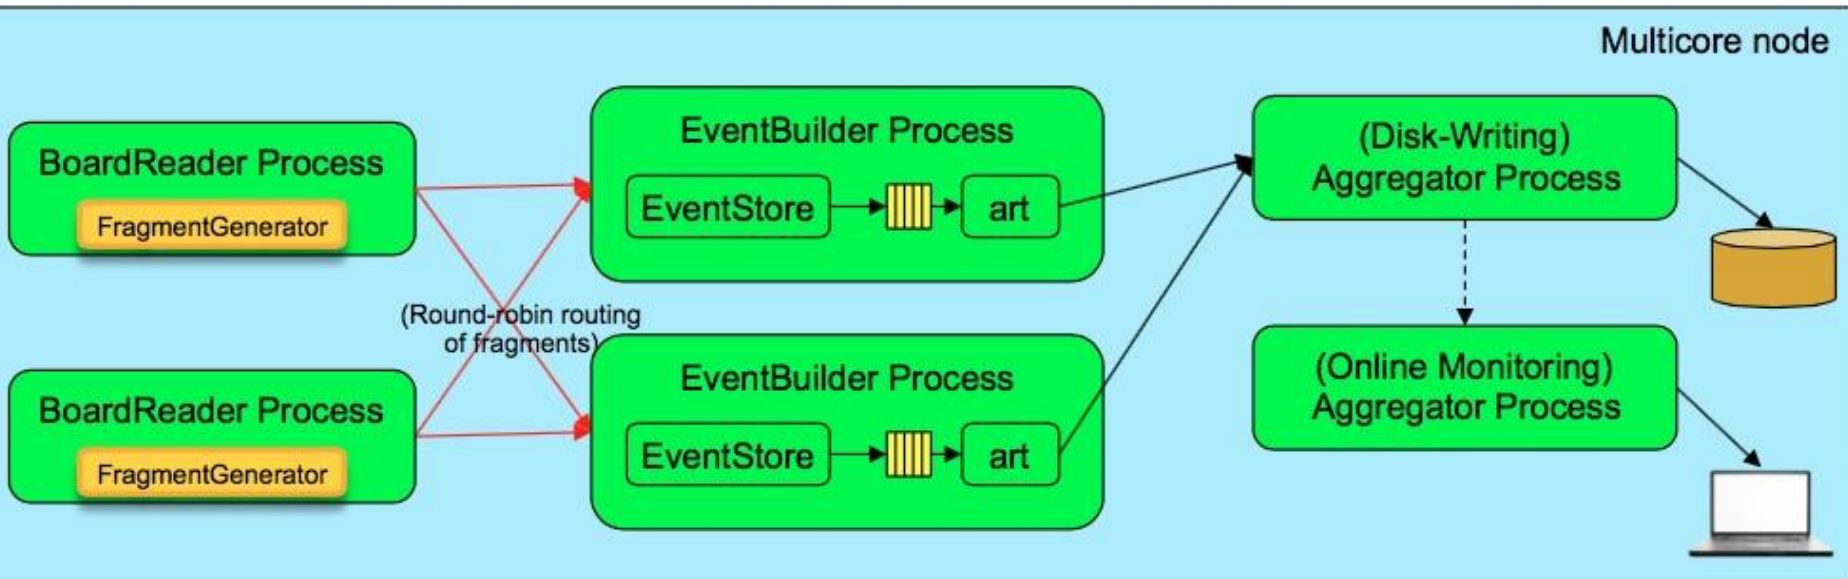 Multicore node
BoardReader Process
FragmentGenerator
BoardReader Process
FragmentGenerator
(Round-robin routing
of fragments)
EventBuilder Process
EventStore
art
EventBuilder Process
EventStore
art
(Disk-Writing)
Aggregator Process
(Online Monitoring)
Aggregator Process